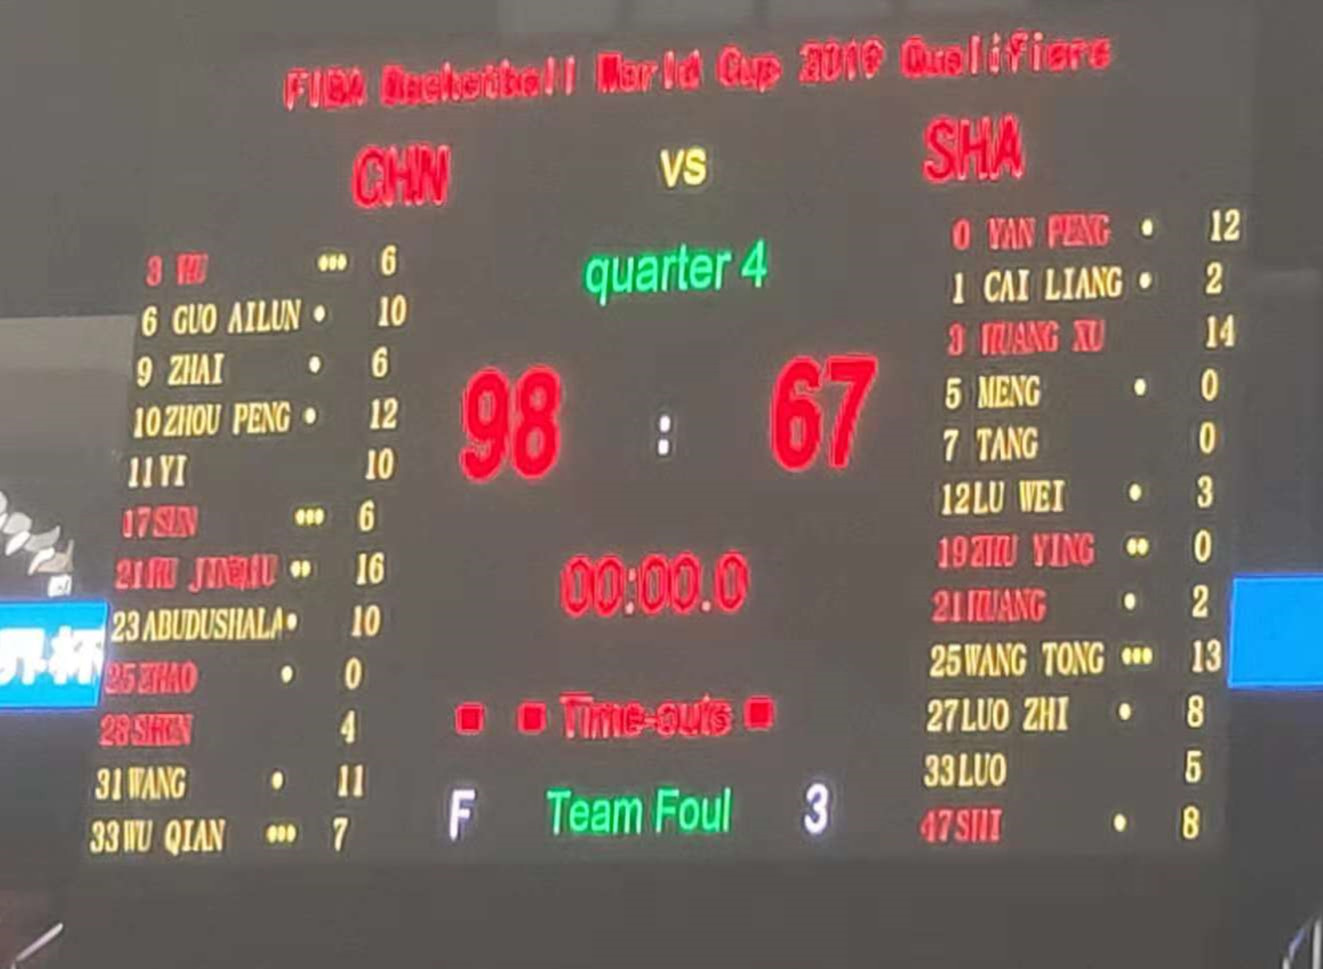 FIBA Basketball World Cup 2019 Qualifiers
CHN VS SHA
quarter 4
98 : 67
00:00.0
Time-outs
F Team Foul 3
3 WU 6
6 GUO AILUN 10
9 ZHAI 6
10 ZHOU PENG 12
11 YI 10
17 SUN 6
21 HU JINQIU 16
23 ABUDUSHALA 10
25 ZHAO 0
28 SHEN 4
31 WANG 11
33 WU QIAN 7
0 YAN PENG 12
1 CAI LIANG 2
3 HUANG XU 14
5 MENG 0
7 TANG 0
12 LU WEI 3
19 ZHU YING 0
21 HUANG 2
25 WANG TONG 13
27 LUO ZHI 8
33 LUO 5
47 SHI 8
界杯